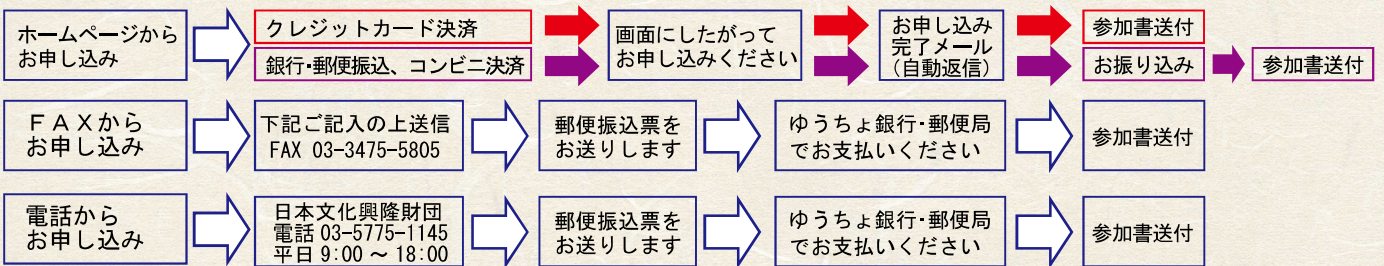 ホームページから
お申し込み
クレジットカード決済
銀行・郵便振込、コンビニ決済
画面にしたがって
お申し込みください
お申し込み
完了メール
（自動返信）
参加書送付
お振り込み
参加書送付
ＦＡＸから
お申し込み
下記ご記入の上送信
FAX 03-3475-5805
郵便振込票を
お送りします
ゆうちょ銀行・郵便局
でお支払いください
参加書送付
電話から
お申し込み
日本文化興隆財団
電話 03-5775-1145
平日 9:00 ～ 18:00
郵便振込票を
お送りします
ゆうちょ銀行・郵便局
でお支払いください
参加書送付